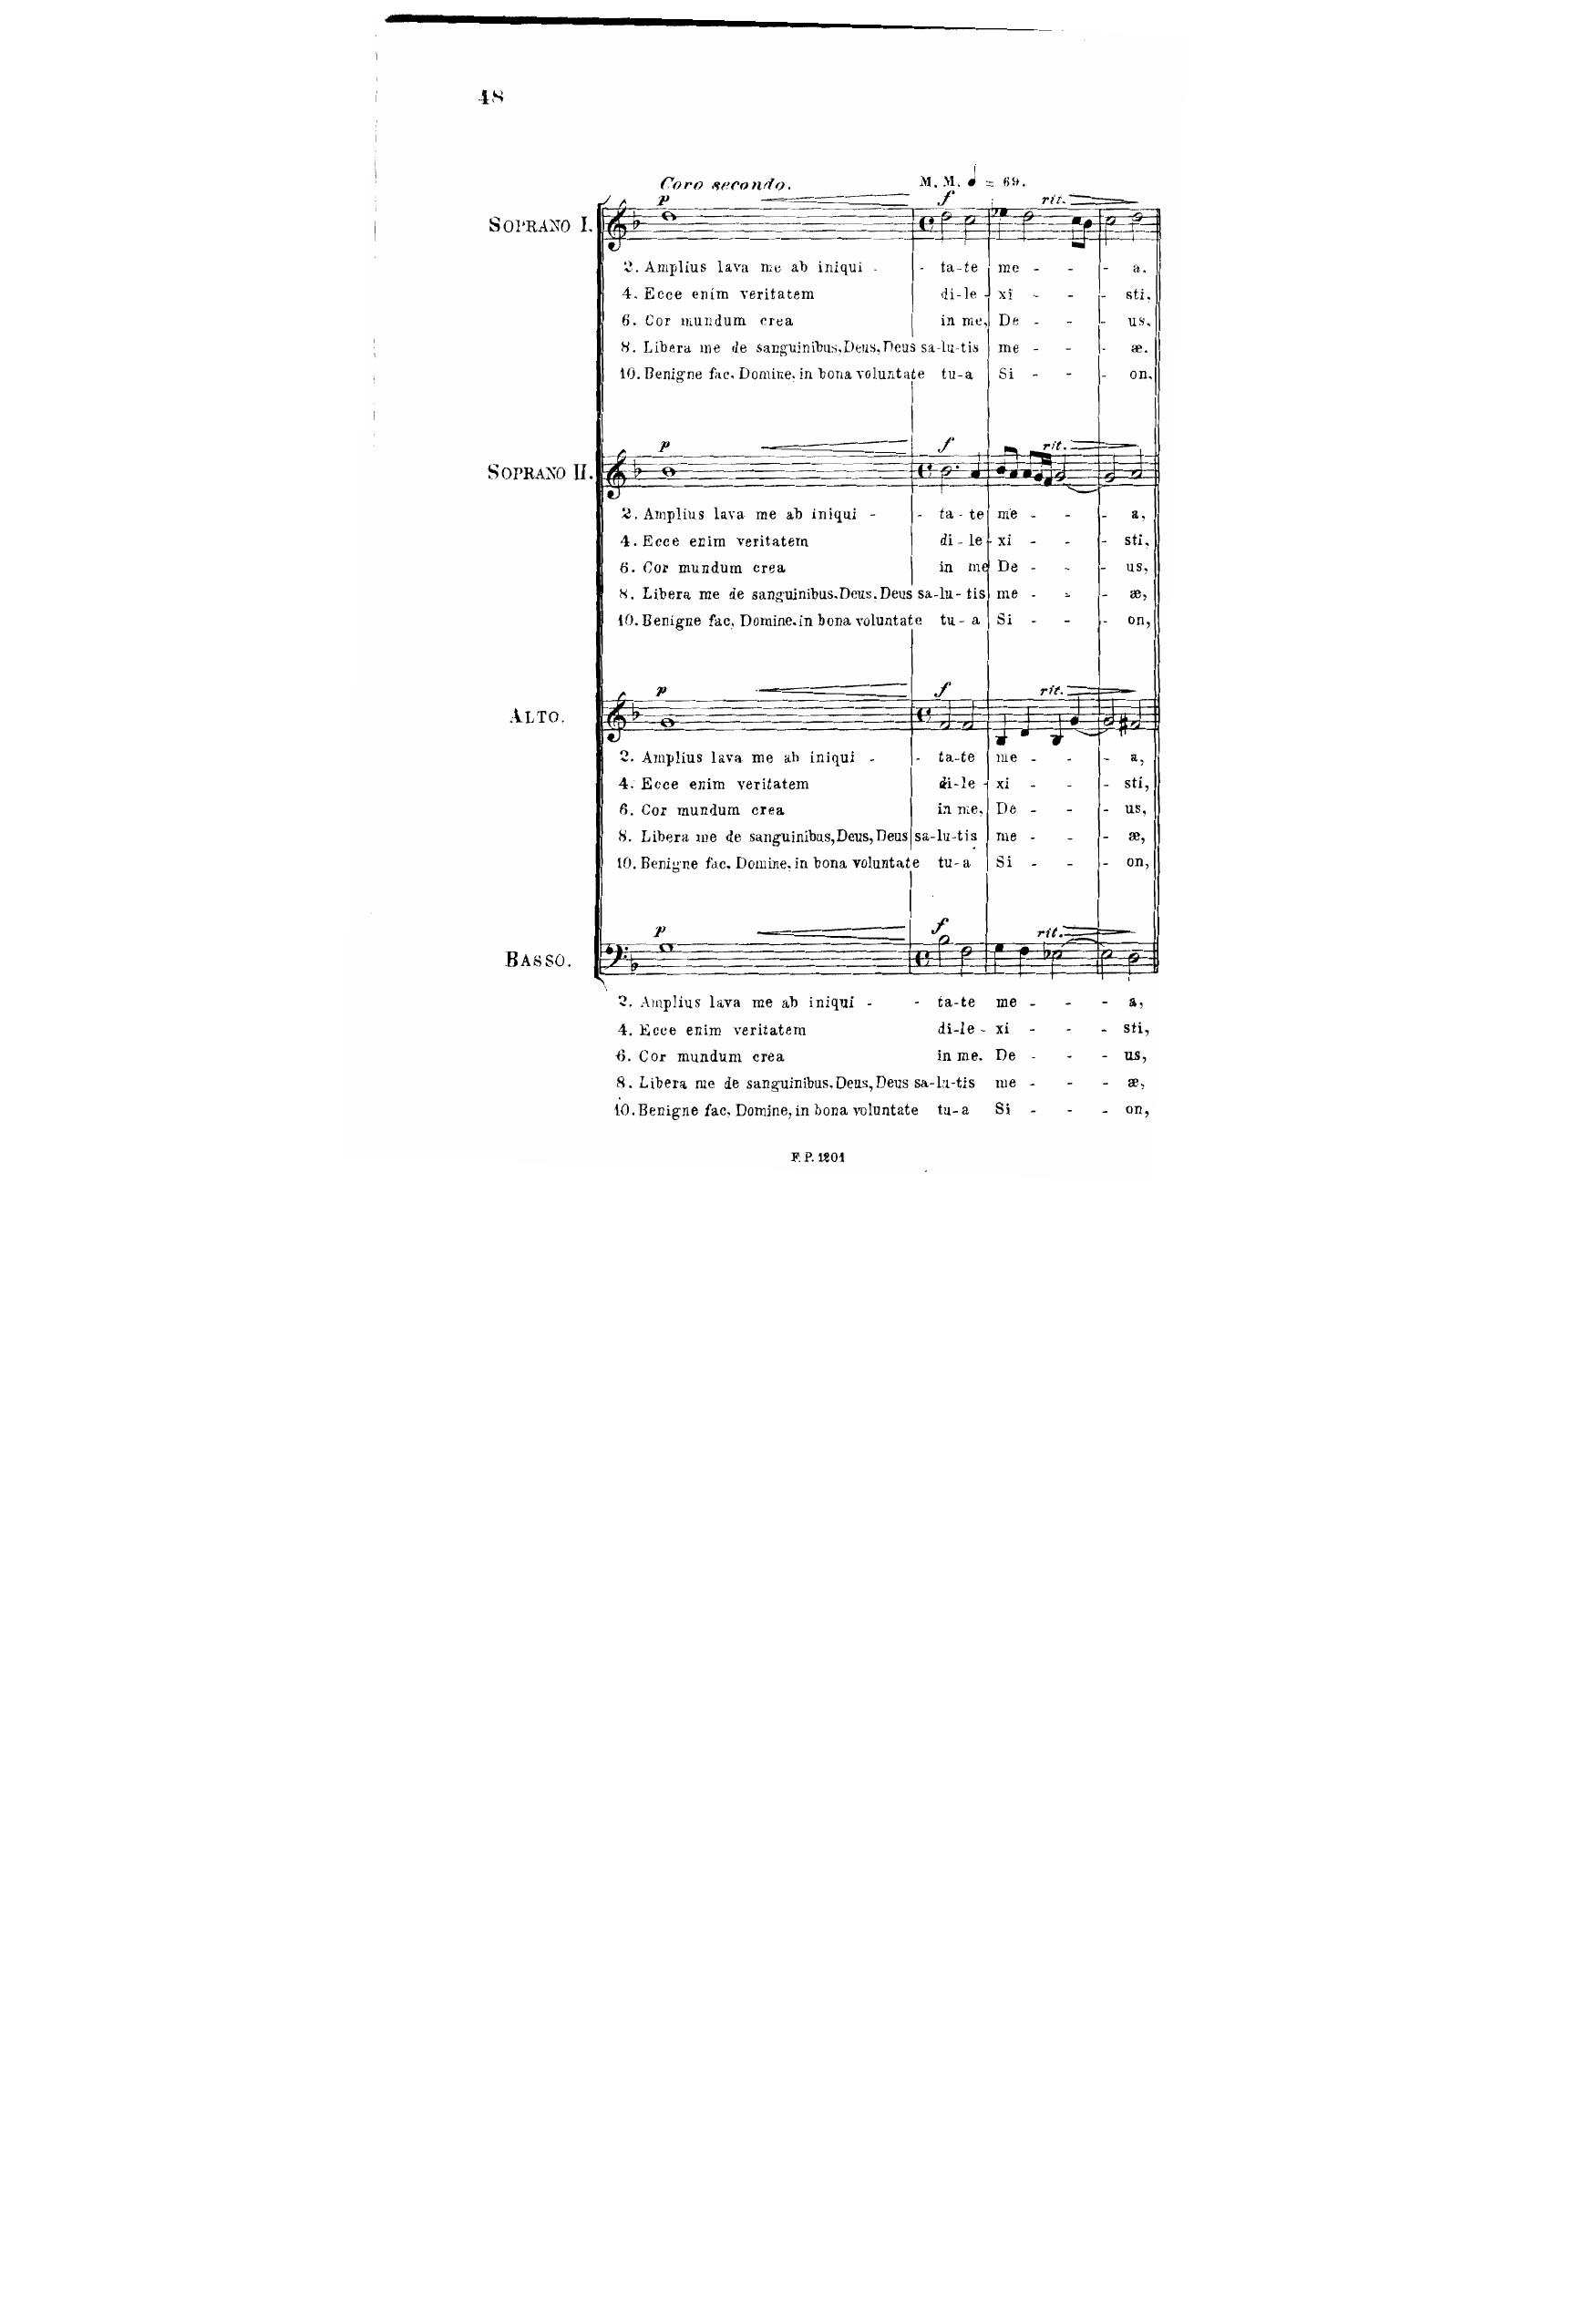 48
Coro secondo. M. M. = 69.
p f rit.
SOPRANO I.
2. Amplius lava me ab iniqui - - ta-te me - - - a.
4. Ecce enim veritatem di-le - xi - - - sti.
6. Cor mundum crea in me, De - - - us.
8. Libera me de sanguinibus, Deus, Deus sa-lu-tis me - - - æ.
10. Benigne fac, Domine, in bona voluntate tu-a Si - - - on.
p f rit.
SOPRANO II.
2. Amplius lava me ab iniqui - - ta - te me - - - a,
4. Ecce enim veritatem di - le - xi - - - sti,
6. Cor mundum crea in me De - - - us,
8. Libera me de sanguinibus, Deus, Deus sa-lu- tis me - - - æ,
10. Benigne fac, Domine, in bona voluntate tu - a Si - - - on,
p f rit.
ALTO.
2. Amplius lava me ab iniqui - - ta-te me - - - a,
4. Ecce enim veritatem di-le - xi - - - sti,
6. Cor mundum crea in me, De - - - us,
8. Libera me de sanguinibus, Deus, Deus sa-lu-tis me - - - æ,
10. Benigne fac, Domine, in bona voluntate tu-a Si - - - on,
p f rit.
BASSO.
2. Amplius lava me ab iniqui - - ta-te me - - - a,
4. Ecce enim veritatem di-le - xi - - - sti,
6. Cor mundum crea in me. De - - - us,
8. Libera me de sanguinibus, Deus, Deus sa-lu-tis me - - - æ,
10. Benigne fac, Domine, in bona voluntate tu-a Si - - - on,
F. P. 1201